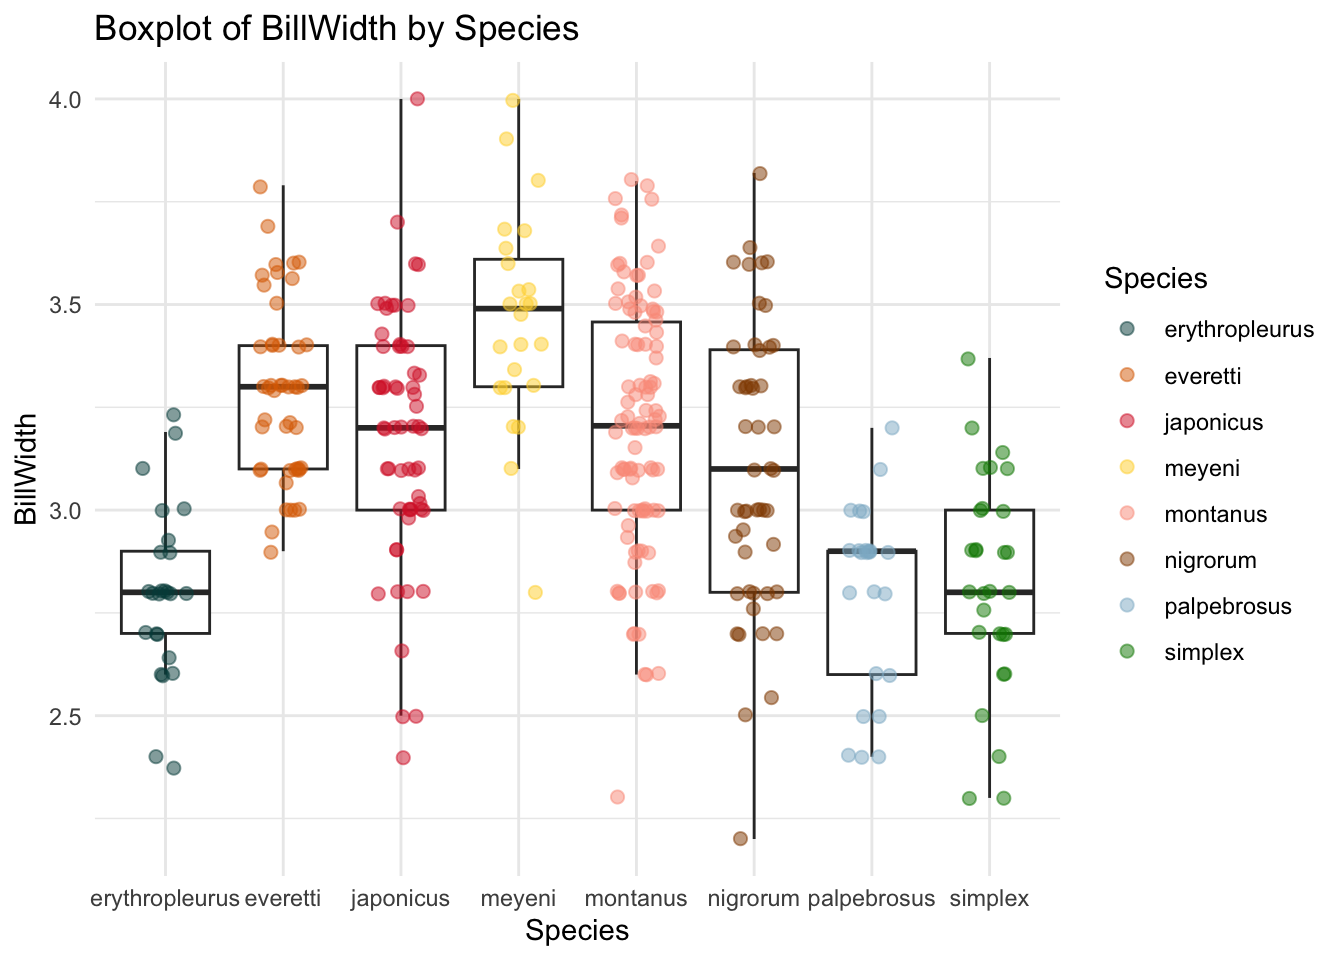 Boxplot of BillWidth by Species
4.0
3.5
3.0
2.5
BillWidth
erythropleurus everetti japonicus meyeni montanus nigrorum palpebrosus simplex
Species
Species
erythropleurus
everetti
japonicus
meyeni
montanus
nigrorum
palpebrosus
simplex